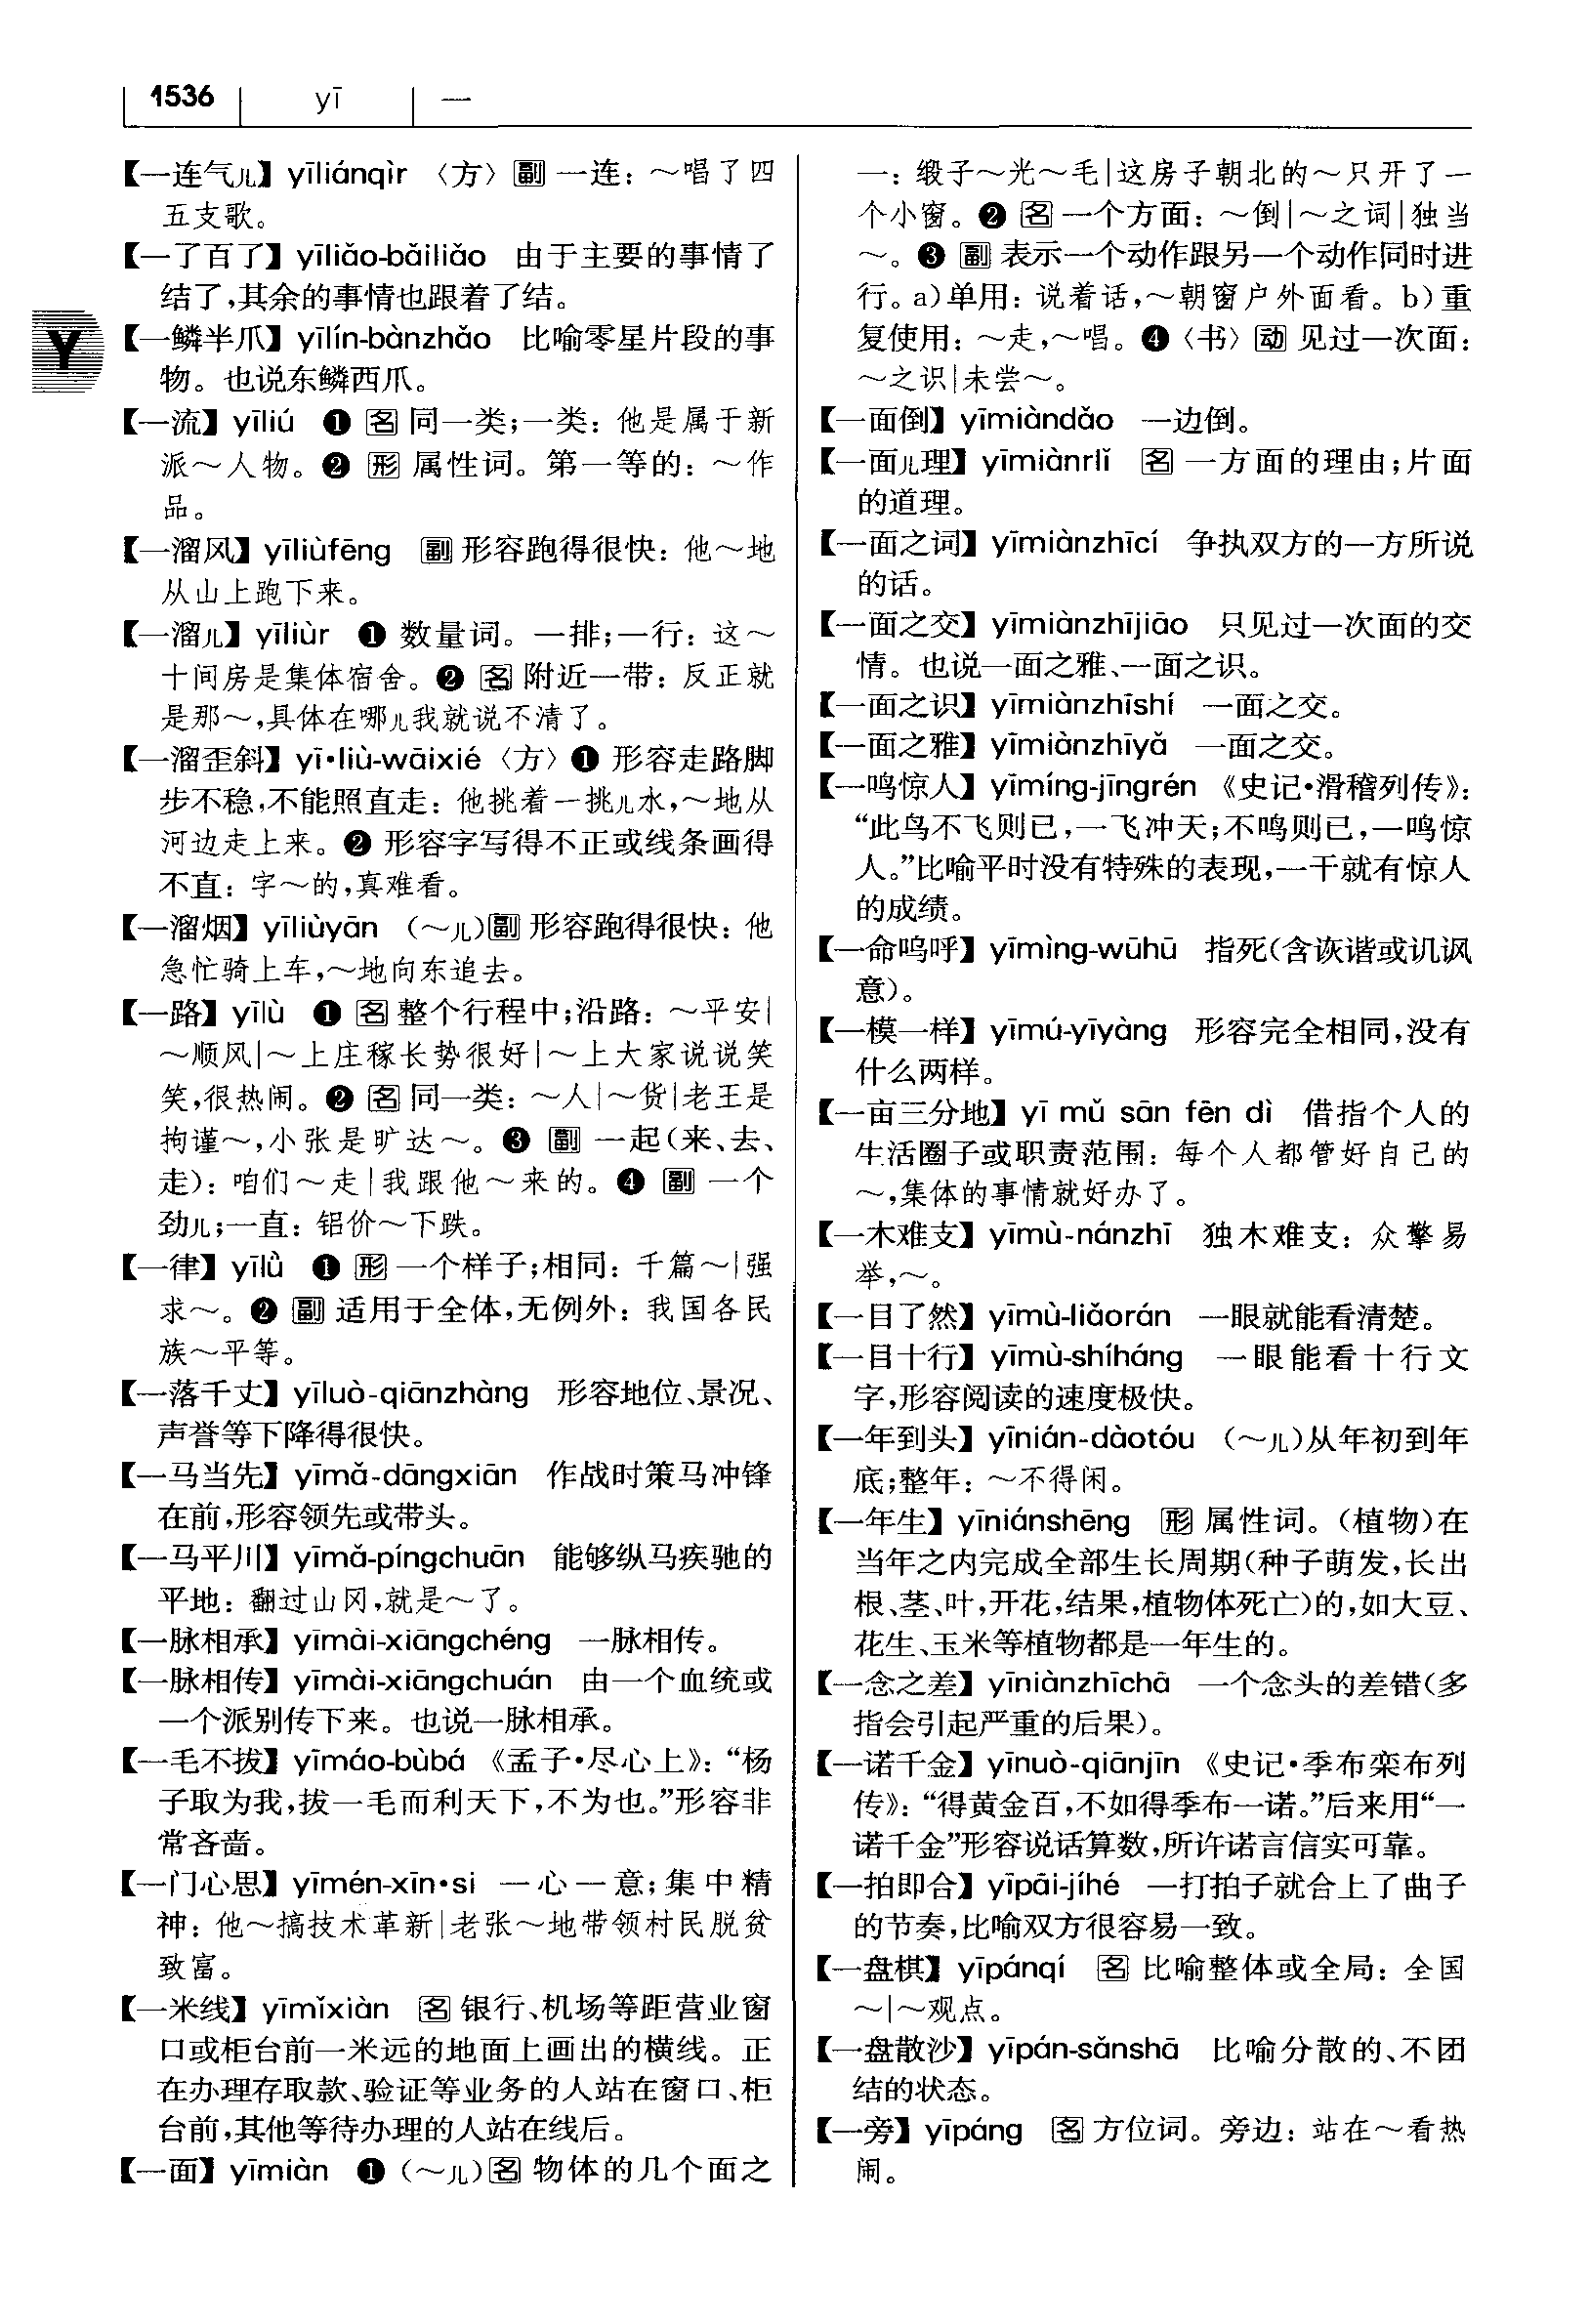 1536 yī 一
【一连气儿】yīliánqìr 〈方〉副 一连：～唱了四
五支歌。
【一了百了】yīliǎo-bǎiliǎo 由于主要的事情了
结了,其余的事情也跟着了结。
Y
【一鳞半爪】yīlín-bànzhǎo 比喻零星片段的事
物。也说东鳞西爪。
【一流】yīliú ❶ 名 同一类;一类：他是属于新
派～人物。❷ 形 属性词。第一等的：～作
品。
【一溜风】yīliùfēng 副 形容跑得很快：他～地
从山上跑下来。
【一溜儿】yīliùr ❶ 数量词。一排;一行：这～
十间房是集体宿舍。❷ 名 附近一带：反正就
是那～,具体在哪儿我就说不清了。
【一溜歪斜】yī•liù-wāixié〈方〉❶ 形容走路脚
步不稳,不能照直走：他挑着一挑儿水,～地从
河边走上来。❷ 形容字写得不正或线条画得
不直：字～的,真难看。
【一溜烟】yīliùyān （～儿）副 形容跑得很快：他
急忙骑上车,～地向东追去。
【一路】yīlù ❶ 名 整个行程中;沿路：～平安|
～顺风|～上庄稼长势很好|～上大家说说笑
笑,很热闹。❷ 名 同一类：～人|～货|老王是
拘谨～,小张是旷达～。❸ 副 一起（来、去、
走）：咱们～走|我跟他～来的。❹ 副 一个
劲儿;一直：铝价～下跌。
【一律】yīlǜ ❶ 形 一个样子;相同：千篇～|强
求～。❷ 副 适用于全体,无例外：我国各民
族～平等。
【一落千丈】yīluò-qiānzhàng 形容地位、景况、
声誉等下降得很快。
【一马当先】yīmǎ-dāngxiān 作战时策马冲锋
在前,形容领先或带头。
【一马平川】yīmǎ-píngchuān 能够纵马疾驰的
平地：翻过山冈,就是～了。
【一脉相承】yīmài-xiāngchéng 一脉相传。
【一脉相传】yīmài-xiāngchuán 由一个血统或
一个派别传下来。也说一脉相承。
【一毛不拔】yīmáo-bùbá 《孟子•尽心上》：“杨
子取为我,拔一毛而利天下,不为也。”形容非
常吝啬。
【一门心思】yīmén-xīn•si 一心一意;集中精
神：他～搞技术革新|老张～地带领村民脱贫
致富。
【一米线】yīmǐxiàn 名 银行、机场等距营业窗
口或柜台前一米远的地面上画出的横线。正
在办理存取款、验证等业务的人站在窗口、柜
台前,其他等待办理的人站在线后。
【一面】yīmiàn ❶（～儿）名 物体的几个面之
一：缎子～光～毛|这房子朝北的～只开了一
个小窗。❷ 名 一个方面：～倒|～之词|独当
～。❸ 副 表示一个动作跟另一个动作同时进
行。a)单用：说着话,～朝窗户外面看。b)重
复使用：～走,～唱。❹〈书〉动 见过一次面：
～之识|未尝～。
【一面倒】yīmiàndǎo 一边倒。
【一面儿理】yīmiànrlǐ 名 一方面的理由;片面
的道理。
【一面之词】yīmiànzhīcí 争执双方的一方所说
的话。
【一面之交】yīmiànzhījiāo 只见过一次面的交
情。也说一面之雅、一面之识。
【一面之识】yīmiànzhīshí 一面之交。
【一面之雅】yīmiànzhīyǎ 一面之交。
【一鸣惊人】yīmíng-jīngrén 《史记•滑稽列传》：
“此鸟不飞则已,一飞冲天;不鸣则已,一鸣惊
人。”比喻平时没有特殊的表现,一干就有惊人
的成绩。
【一命呜呼】yīmìng-wūhū 指死（含诙谐或讥讽
意）。
【一模一样】yīmú-yīyàng 形容完全相同,没有
什么两样。
【一亩三分地】yī mǔ sān fēn dì 借指个人的
生活圈子或职责范围：每个人都管好自己的
～,集体的事情就好办了。
【一木难支】yīmù-nánzhī 独木难支：众擎易
举,～。
【一目了然】yīmù-liǎorán 一眼就能看清楚。
【一目十行】yīmù-shíháng 一眼能看十行文
字,形容阅读的速度极快。
【一年到头】yīnián-dàotóu （～儿）从年初到年
底;整年：～不得闲。
【一年生】yīniánshēng 形 属性词。（植物）在
当年之内完成全部生长周期（种子萌发,长出
根、茎、叶,开花,结果,植物体死亡）的,如大豆、
花生、玉米等植物都是一年生的。
【一念之差】yīniànzhīchā 一个念头的差错（多
指会引起严重的后果）。
【一诺千金】yīnuò-qiānjīn 《史记•季布栾布列
传》：“得黄金百,不如得季布一诺。”后来用“一
诺千金”形容说话算数,所许诺言信实可靠。
【一拍即合】yīpāi-jíhé 一打拍子就合上了曲子
的节奏,比喻双方很容易一致。
【一盘棋】yīpánqí 名 比喻整体或全局：全国
～|～观点。
【一盘散沙】yīpán-sǎnshā 比喻分散的、不团
结的状态。
【一旁】yīpáng 名 方位词。旁边：站在～看热
闹。